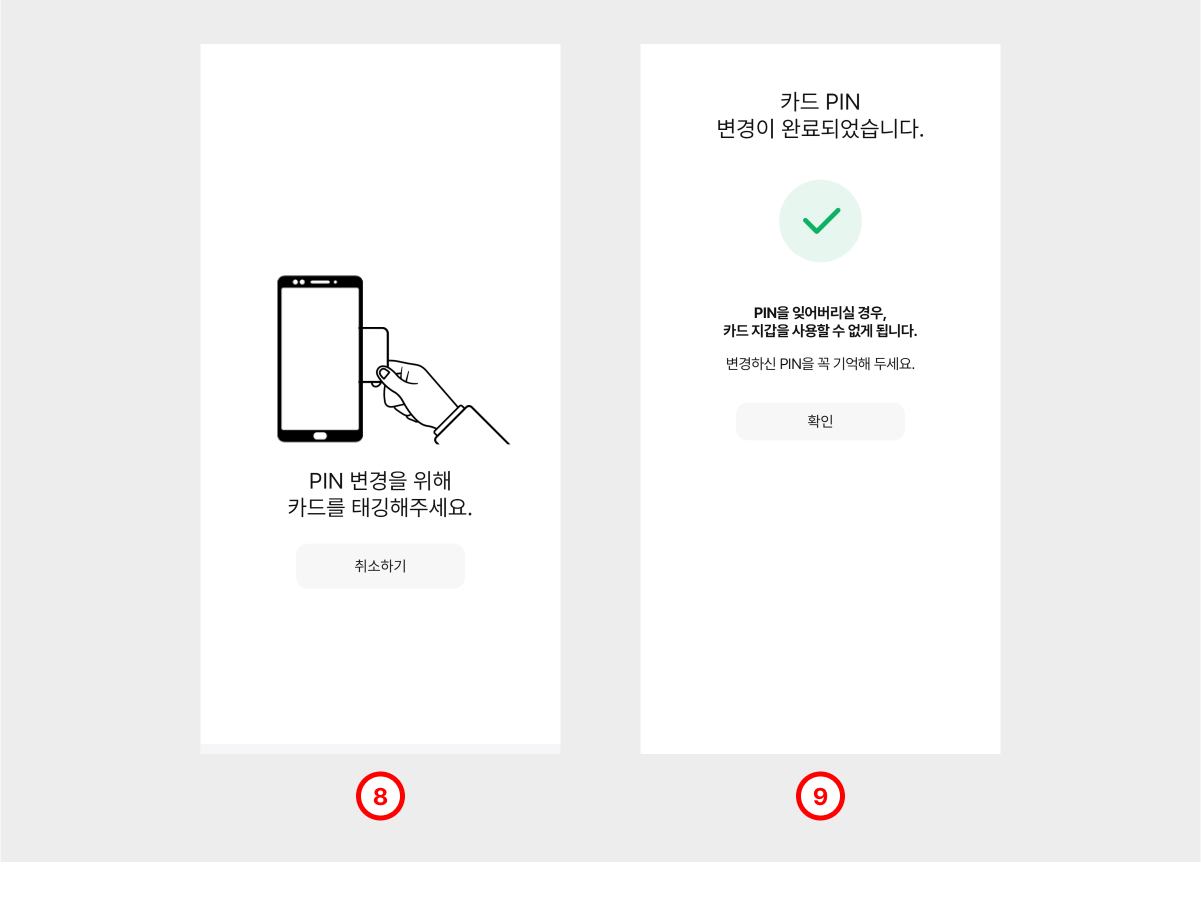 PIN 변경을 위해
카드를 태깅해주세요.
취소하기
8
카드 PIN
변경이 완료되었습니다.
PIN을 잊어버리실 경우,
카드 지갑을 사용할 수 없게 됩니다.
변경하신 PIN을 꼭 기억해 두세요.
확인
9